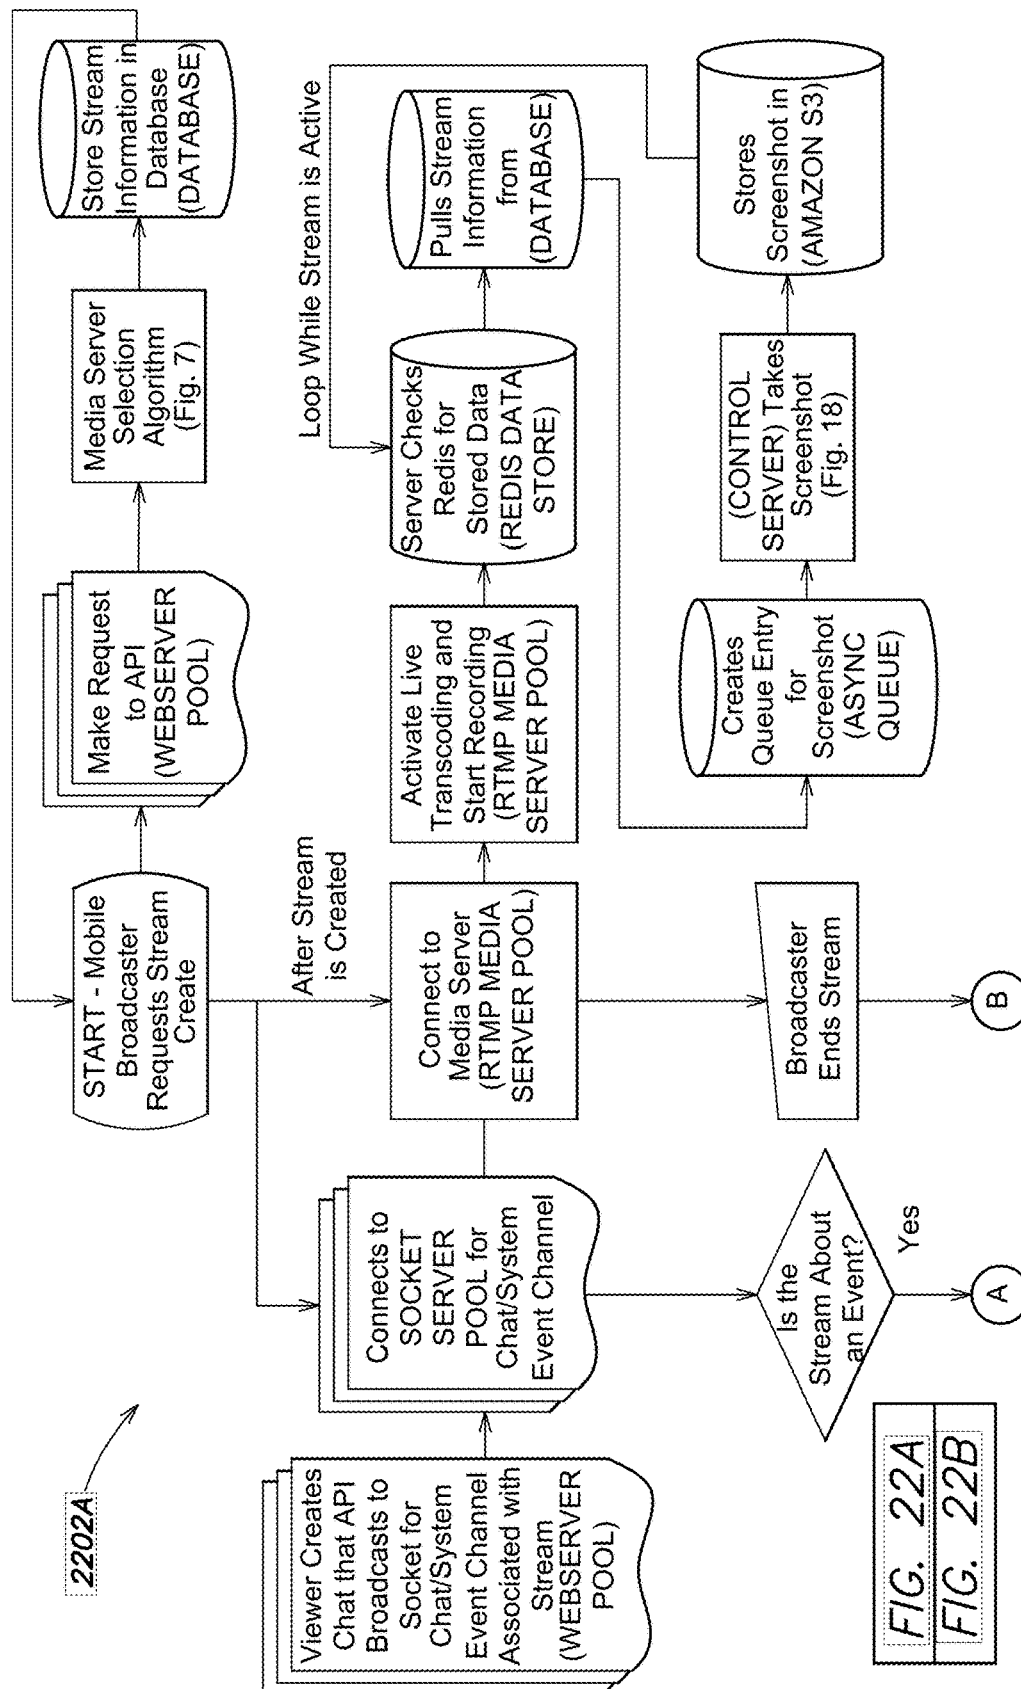 2202A
START - Mobile
Broadcaster
Requests Stream
Create
Make Request
to API
(WEBSERVER
POOL)
Media Server
Selection
Algorithm
(Fig. 7)
Store Stream
Information in
Database
(DATABASE)
After Stream
is Created
Loop While Stream is Active
Viewer Creates
Chat that API
Broadcasts to
Socket for
Chat/System
Event Channel
Associated with
Stream
(WEBSERVER
POOL)
Connects to
SOCKET
SERVER
POOL for
Chat/System
Event Channel
Connect to
Media Server
(RTMP MEDIA
SERVER POOL)
Activate Live
Transcoding and
Start Recording
(RTMP MEDIA
SERVER POOL)
Server Checks
Redis for
Stored Data
(REDIS DATA
STORE)
Pulls Stream
Information
from
(DATABASE)
Is the
Stream About
an Event?
Yes
Broadcaster
Ends Stream
Creates
Queue Entry
for
Screenshot
(ASYNC
QUEUE)
(CONTROL
SERVER) Takes
Screenshot
(Fig. 18)
Stores
Screenshot in
(AMAZON S3)
A
B
FIG. 22A
FIG. 22B